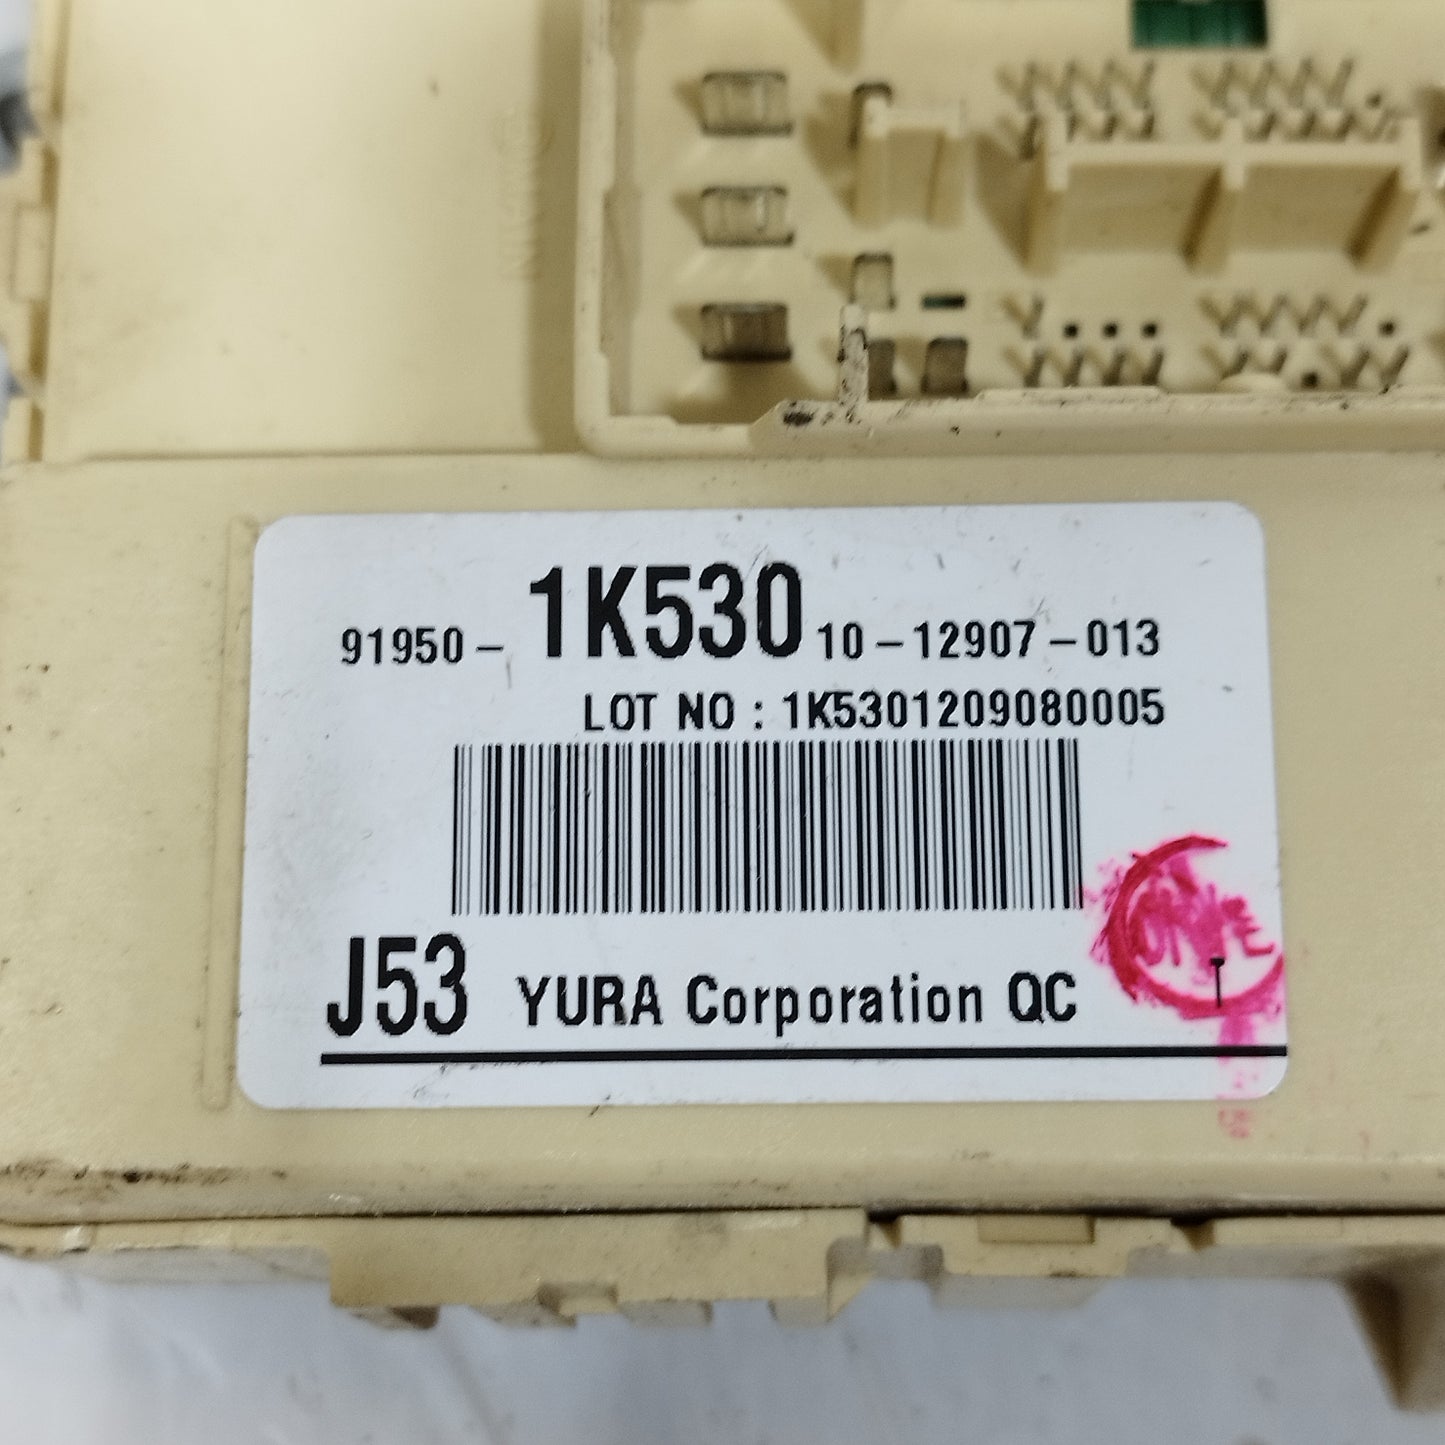 91950-1K530 10-12907-013
LOT NO : 1K5301209080005
J53 YURA Corporation QC